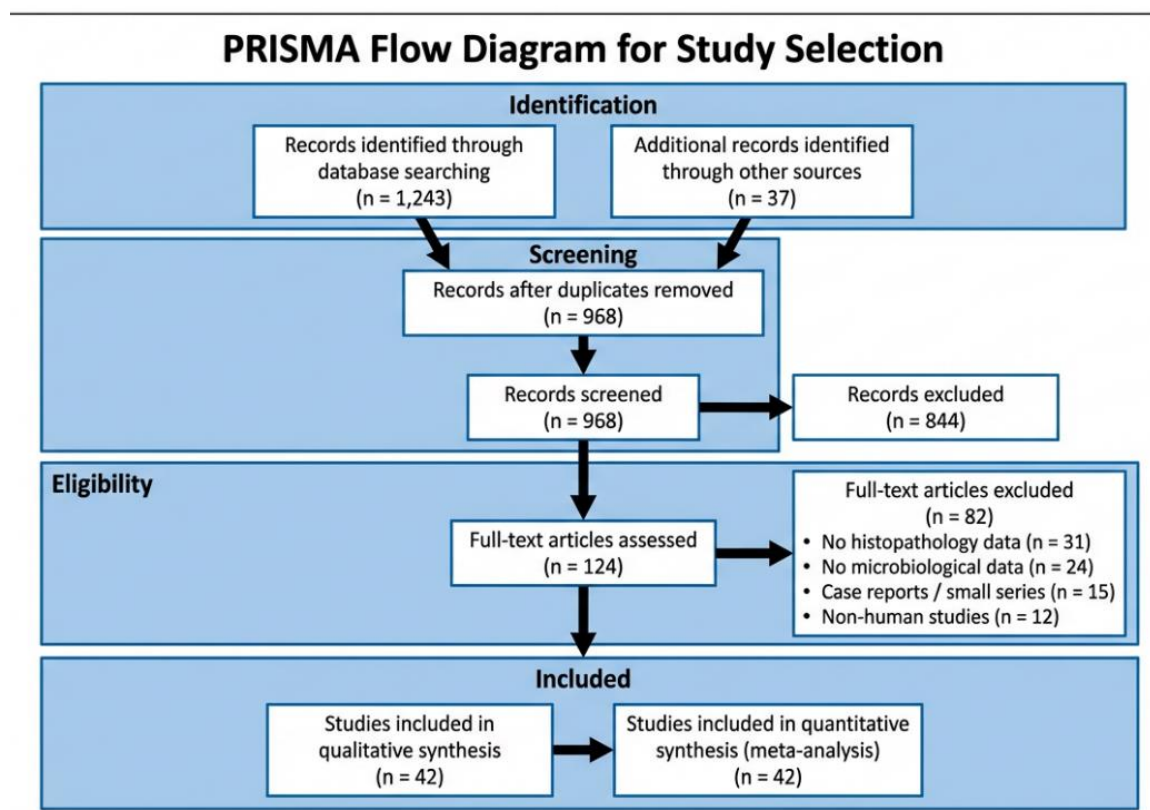 PRISMA Flow Diagram for Study Selection
Identification
Records identified through
database searching
(n = 1,243)
Additional records identified
through other sources
(n = 37)
Screening
Records after duplicates removed
(n = 968)
Records screened
(n = 968)
Records excluded
(n = 844)
Eligibility
Full-text articles assessed
(n = 124)
Full-text articles excluded
(n = 82)
• No histopathology data (n = 31)
• No microbiological data (n = 24)
• Case reports / small series (n = 15)
• Non-human studies (n = 12)
Included
Studies included in
qualitative synthesis
(n = 42)
Studies included in quantitative
synthesis (meta-analysis)
(n = 42)